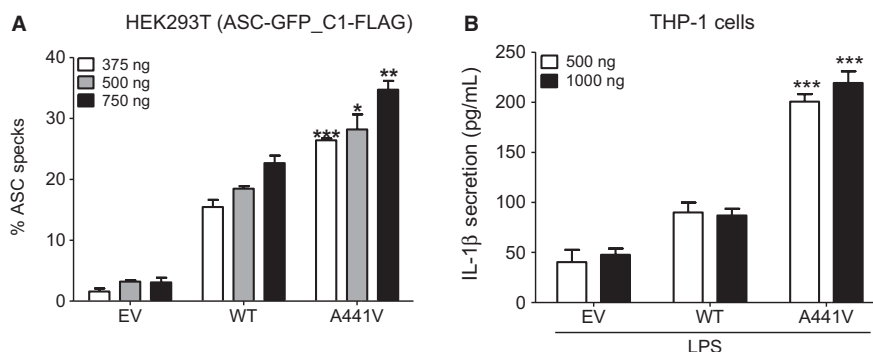 A
HEK293T (ASC-GFP_C1-FLAG)
% ASC specks
40
30
20
10
0
375 ng
500 ng
750 ng
***
*
**
EV
WT
A441V
B
THP-1 cells
IL-1β secretion (pg/mL)
250
200
150
100
50
0
500 ng
1000 ng
***
***
EV
WT
A441V
LPS